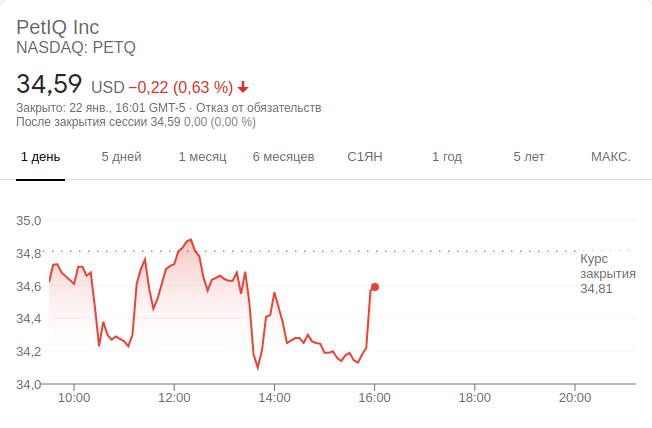 PetIQ Inc
NASDAQ: PETQ
34,59 USD −0,22 (0,63 %)
Закрыто: 22 янв., 16:01 GMT-5 · Отказ от обязательств
После закрытия сессии 34,59 0,00 (0,00 %)
1 день 5 дней 1 месяц 6 месяцев С1ЯН 1 год 5 лет МАКС.
35,0
34,8
Курс
закрытия
34,81
34,6
34,4
34,2
34,0
10:00 12:00 14:00 16:00 18:00 20:00